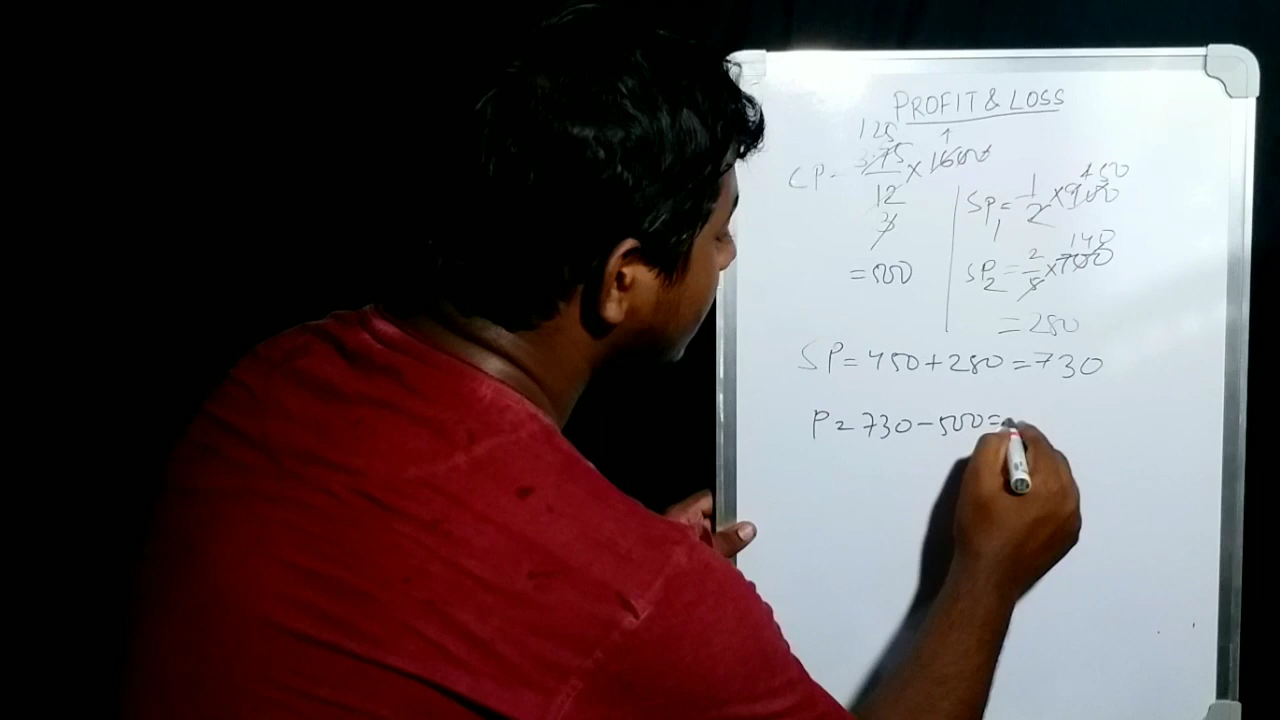 PROFIT & LOSS
125
CP = 375/12 × 1600
3
= 500
SP1 = 1/2 × 900 450
SP2 = 2/5 × 700 140
= 280
SP = 450 + 280 = 730
P = 730 - 500 =